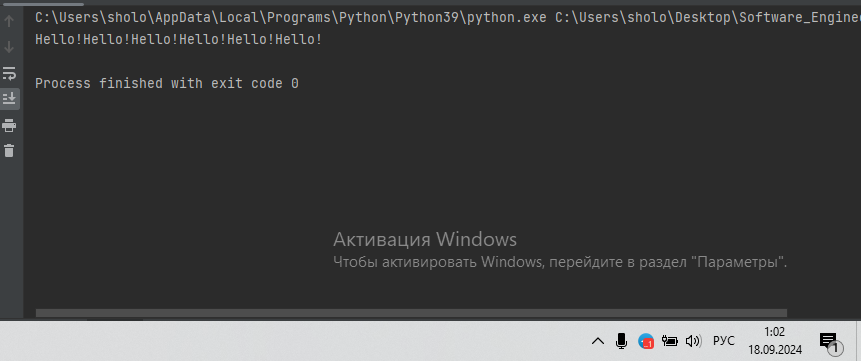 C:\Users\sholo\AppData\Local\Programs\Python\Python39\python.exe C:\Users\sholo\Desktop\Software_Enginee
Hello!Hello!Hello!Hello!Hello!Hello!
Process finished with exit code 0
Активация Windows
Чтобы активировать Windows, перейдите в раздел "Параметры".
РУС
1:02
18.09.2024
1